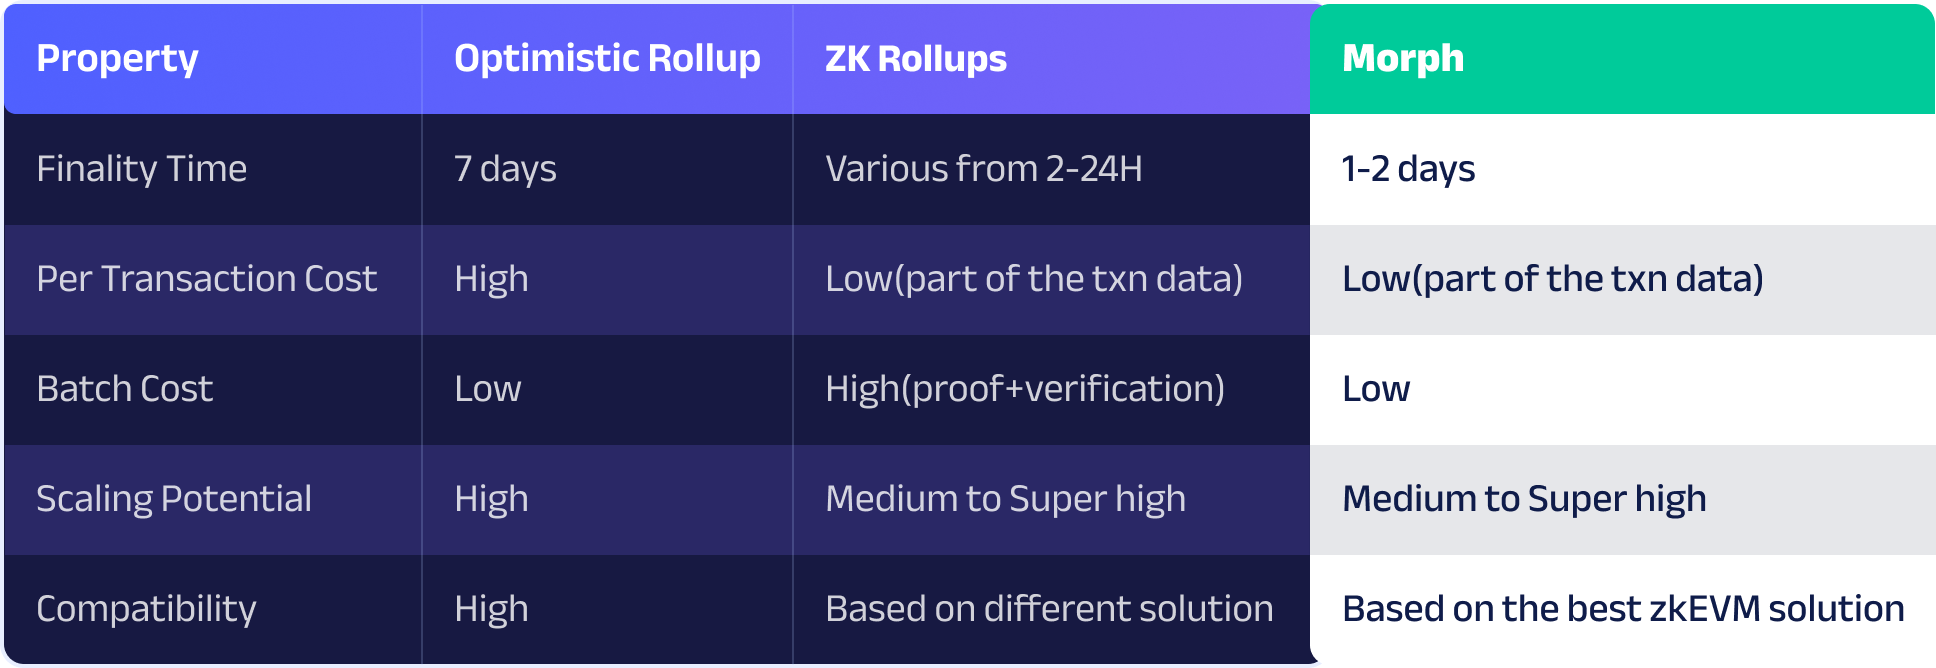 Property Optimistic Rollup ZK Rollups Morph
Finality Time 7 days Various from 2-24H 1-2 days
Per Transaction Cost High Low(part of the txn data) Low(part of the txn data)
Batch Cost Low High(proof+verification) Low
Scaling Potential High Medium to Super high Medium to Super high
Compatibility High Based on different solution Based on the best zkEVM solution